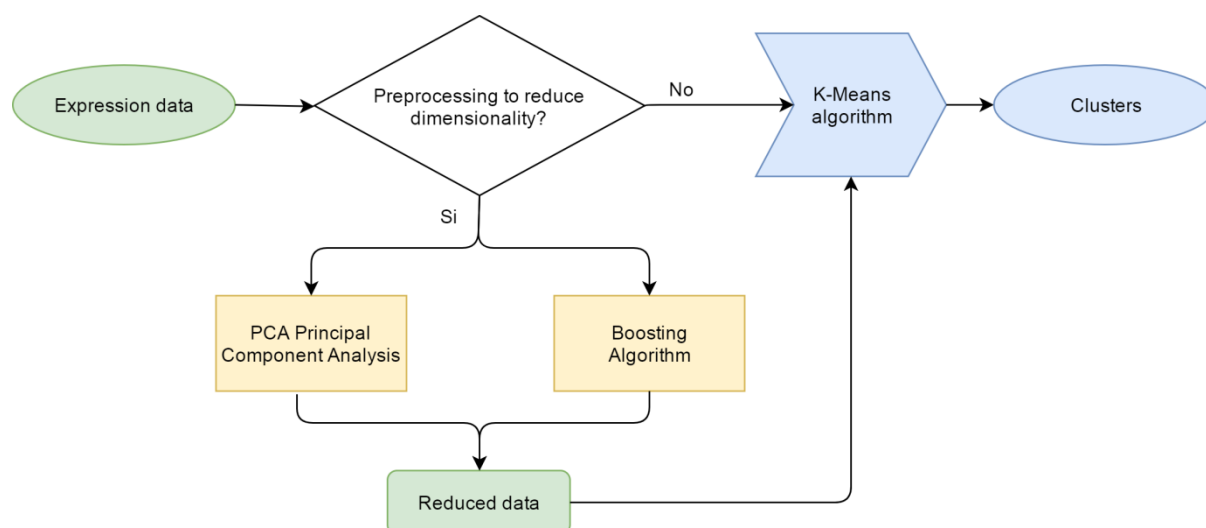 Expression data
Preprocessing to reduce
dimensionality?
No
K-Means
algorithm
Clusters
Si
PCA Principal
Component Analysis
Boosting
Algorithm
Reduced data